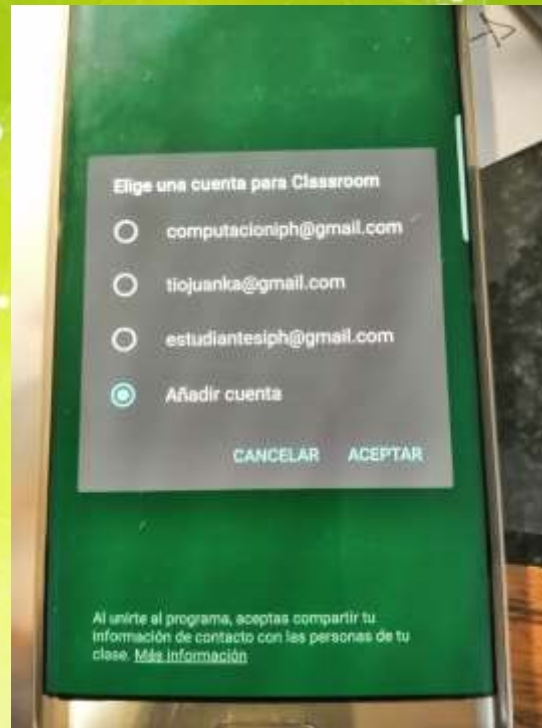 Elige una cuenta para Classroom
computacioniph@gmail.com
tiojuanka@gmail.com
estudiantesiph@gmail.com
Añadir cuenta
CANCELAR ACEPTAR
Al unirte al programa, aceptas compartir tu
información de contacto con las personas de tu
clase. Más información